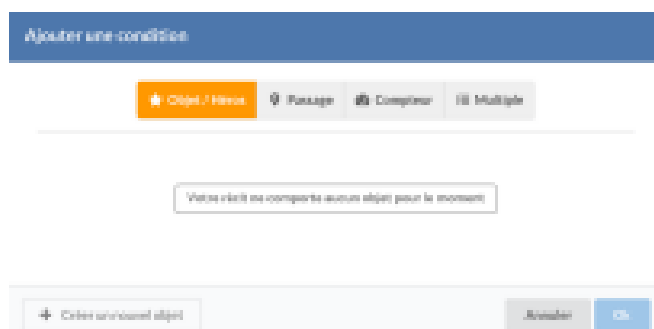 Ajouter une condition
Objet / Héros Passage Compteur Multiple
Votre récit ne comporte aucun objet pour le moment
Créer un nouvel objet
Annuler Ok